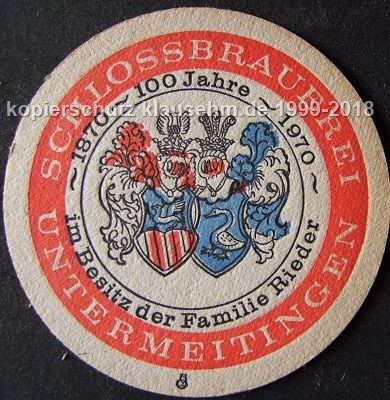 SCHLOSSBRAUEREI
UNTERMEITINGEN
~ 1870 – 100 Jahre – 1970 ~
im Besitz der Familie Rieder
kopierschutz klausehm.de 1999-2018